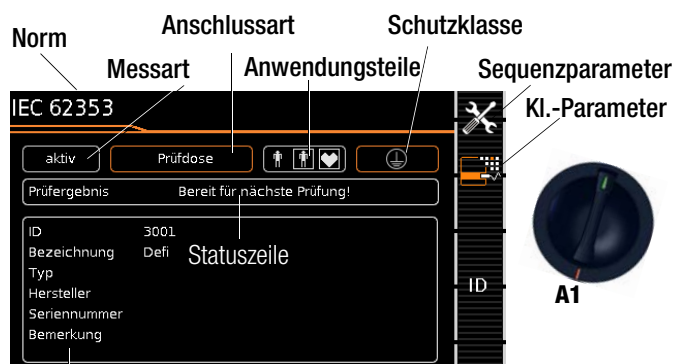 Norm
Anschlussart
Schutzklasse
Messart
Anwendungsteile
Sequenzparameter
Kl.-Parameter
IEC 62353
aktiv
Prüfdose
Prüfergebnis Bereit für nächste Prüfung!
ID 3001
Bezeichnung Defi
Statuszeile
Typ
Hersteller
Seriennummer
Bemerkung
ID
A1